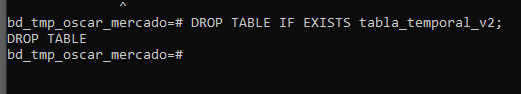 ^
bd_tmp_oscar_mercado=# DROP TABLE IF EXISTS tabla_temporal_v2;
DROP TABLE
bd_tmp_oscar_mercado=#